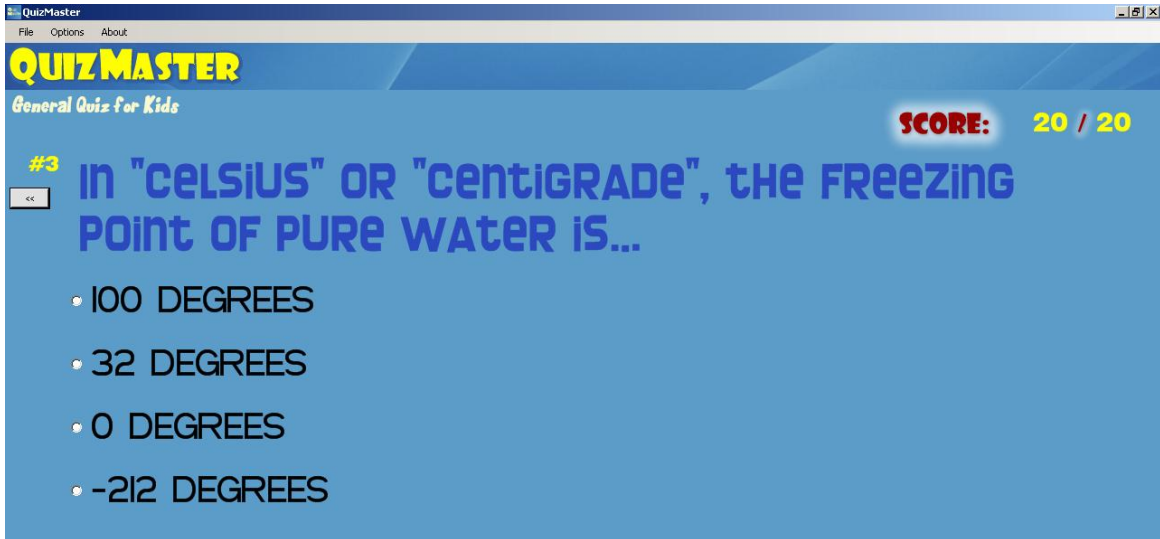 QuizMaster
File Options About
QUIZMASTER
General Quiz for Kids
SCORE: 20 / 20
#3
<<
IN "CELSIUS" OR "CENTIGRADE", THE FREEZING
POINT OF PURE WATER IS...
100 DEGREES
32 DEGREES
0 DEGREES
-212 DEGREES